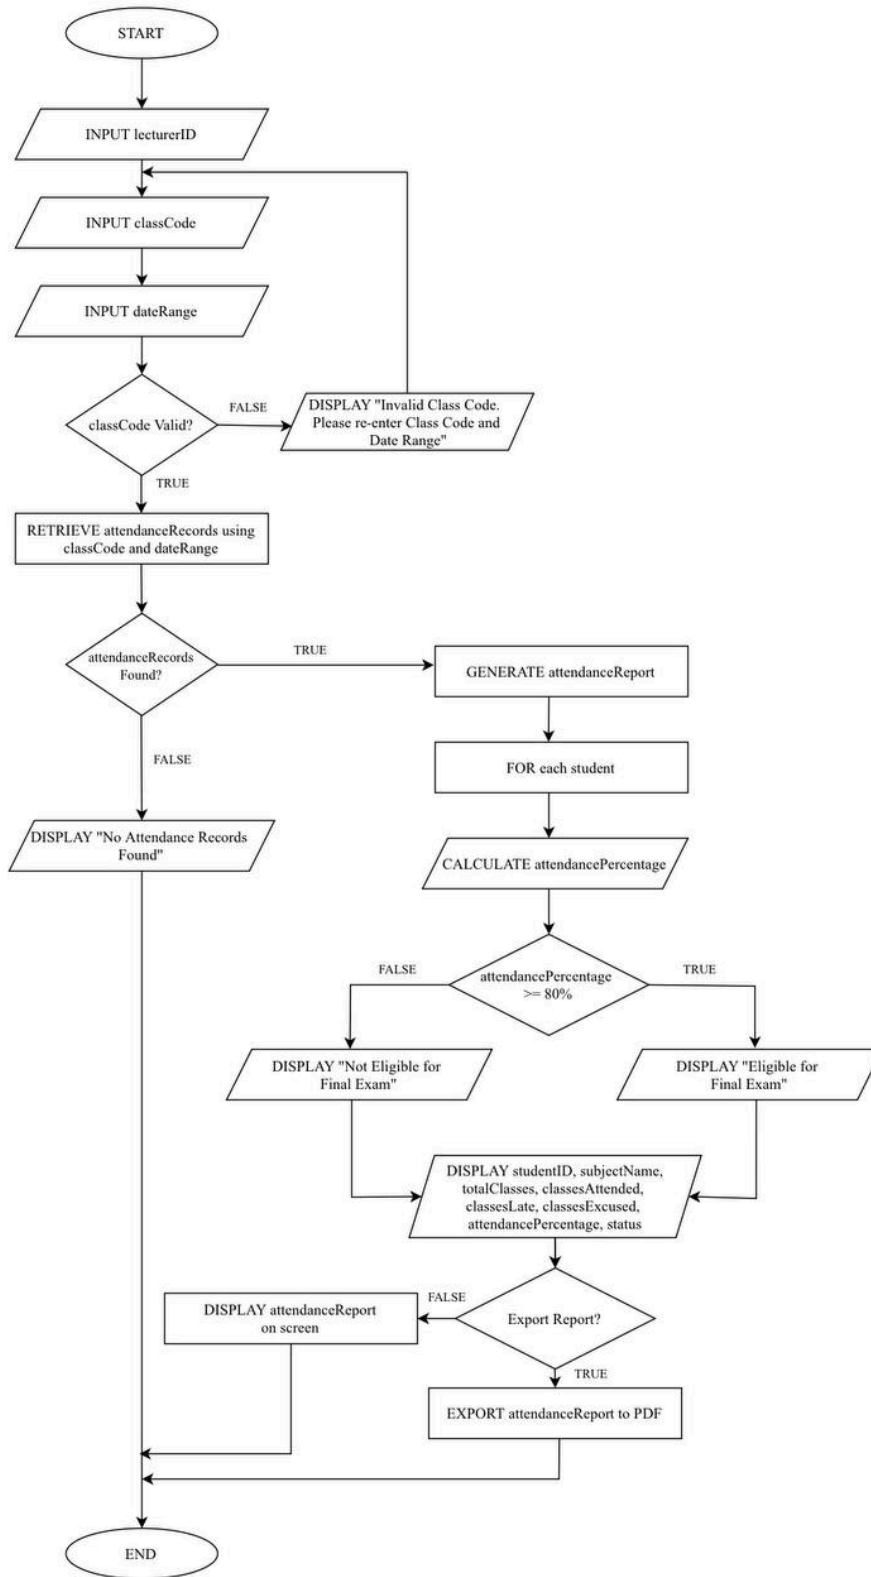 START
INPUT lecturerID
INPUT classCode
INPUT dateRange
classCode Valid?
FALSE
DISPLAY "Invalid Class Code.
Please re-enter Class Code and
Date Range"
TRUE
RETRIEVE attendanceRecords using
classCode and dateRange
attendanceRecords
Found?
TRUE
GENERATE attendanceReport
FALSE
FOR each student
DISPLAY "No Attendance Records
Found"
CALCULATE attendancePercentage
FALSE
attendancePercentage
>= 80%
TRUE
DISPLAY "Not Eligible for
Final Exam"
DISPLAY "Eligible for
Final Exam"
DISPLAY studentID, subjectName,
totalClasses, classesAttended,
classesLate, classesExcused,
attendancePercentage, status
FALSE
DISPLAY attendanceReport
on screen
Export Report?
TRUE
EXPORT attendanceReport to PDF
END